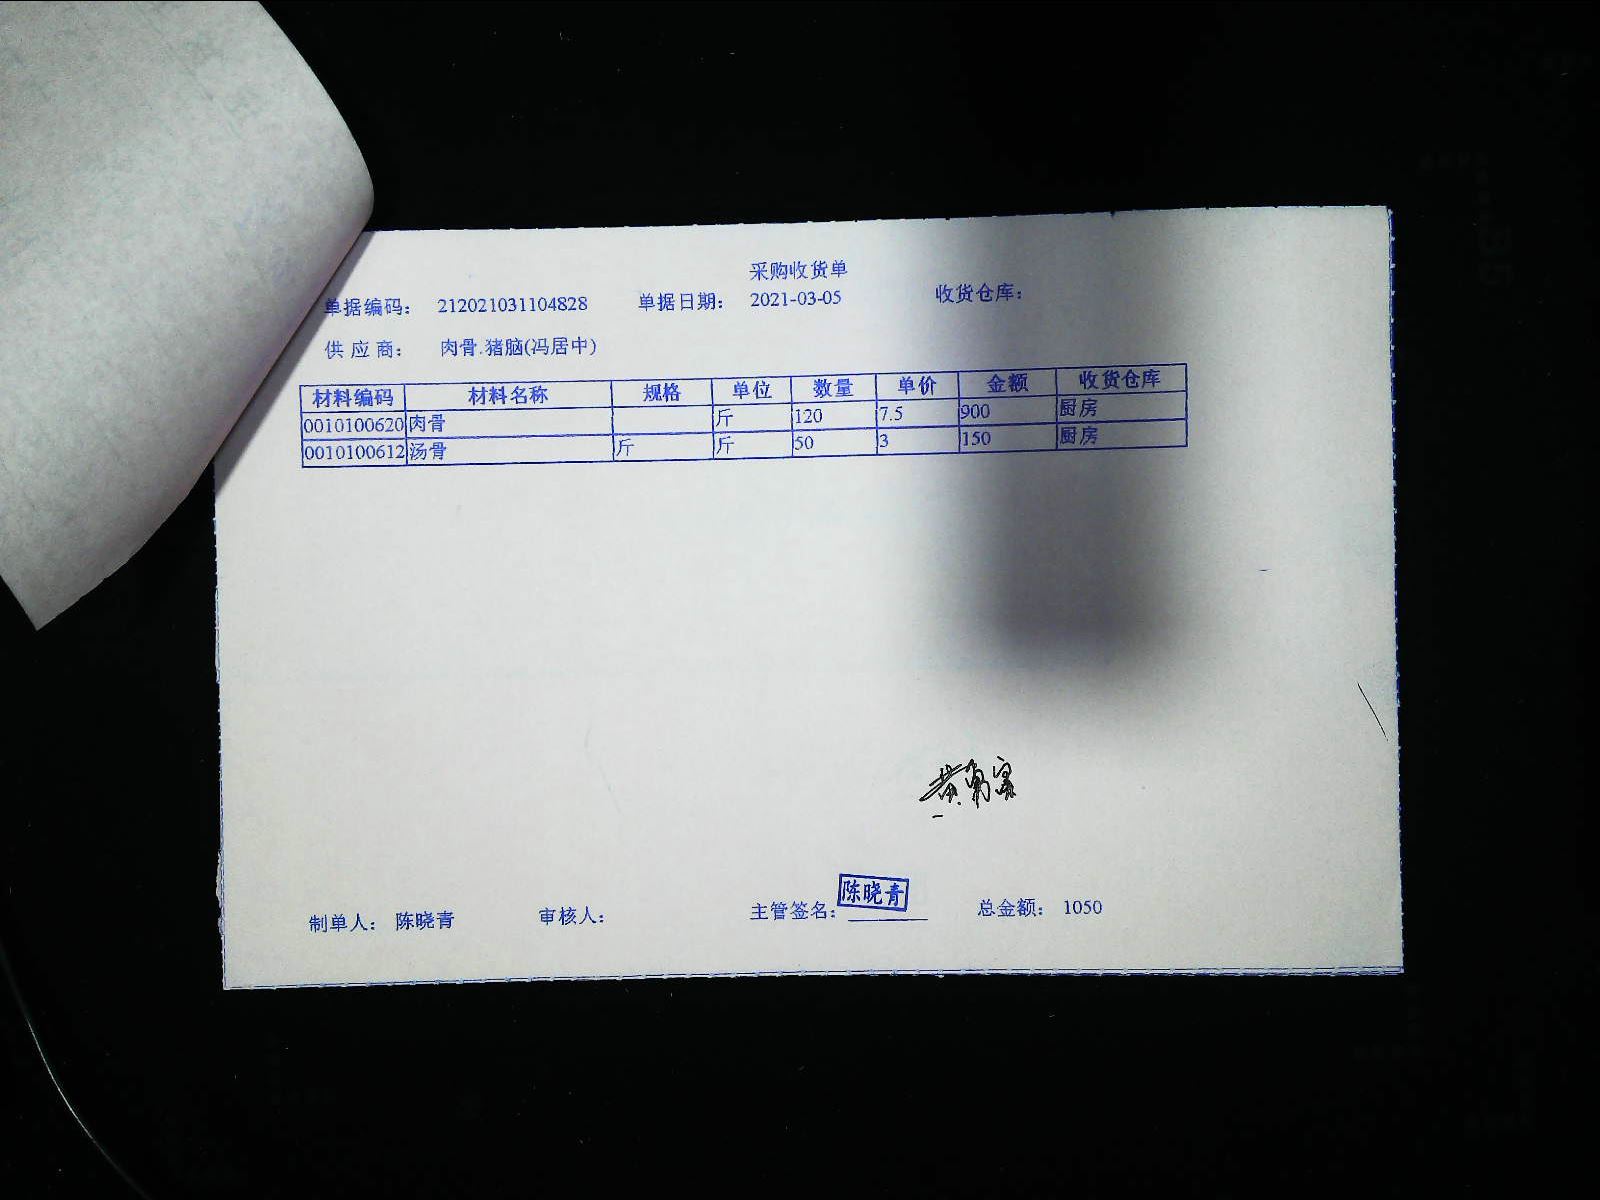 采购收货单
单据编码： 212021031104828 单据日期： 2021-03-05 收货仓库：
供应商： 肉骨.猪脑(冯居中)
材料编码 材料名称 规格 单位 数量 单价 金额 收货仓库
0010100620 肉骨 斤 120 7.5 900 厨房
0010100612 汤骨 斤 斤 50 3 150 厨房
黄勇
陈晓青
制单人： 陈晓青 审核人： 主管签名： 总金额： 1050